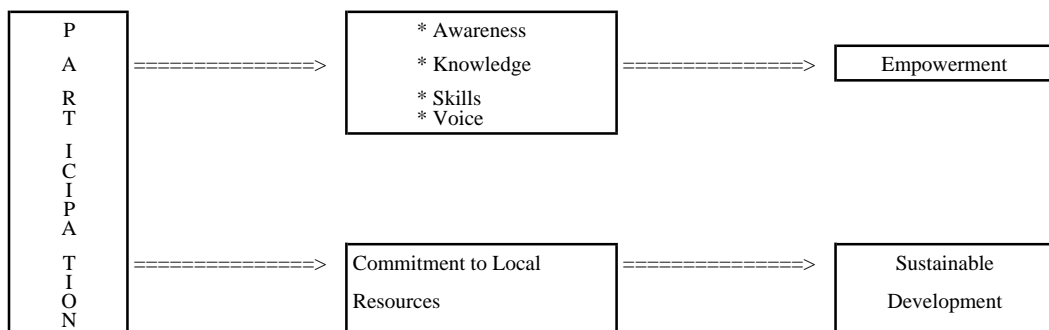 P
A
R
T
I
C
I
P
A
T
I
O
N
===============> 
* Awareness
* Knowledge
* Skills
* Voice
===============>
Empowerment
===============>
Commitment to Local
Resources
===============>
Sustainable
Development